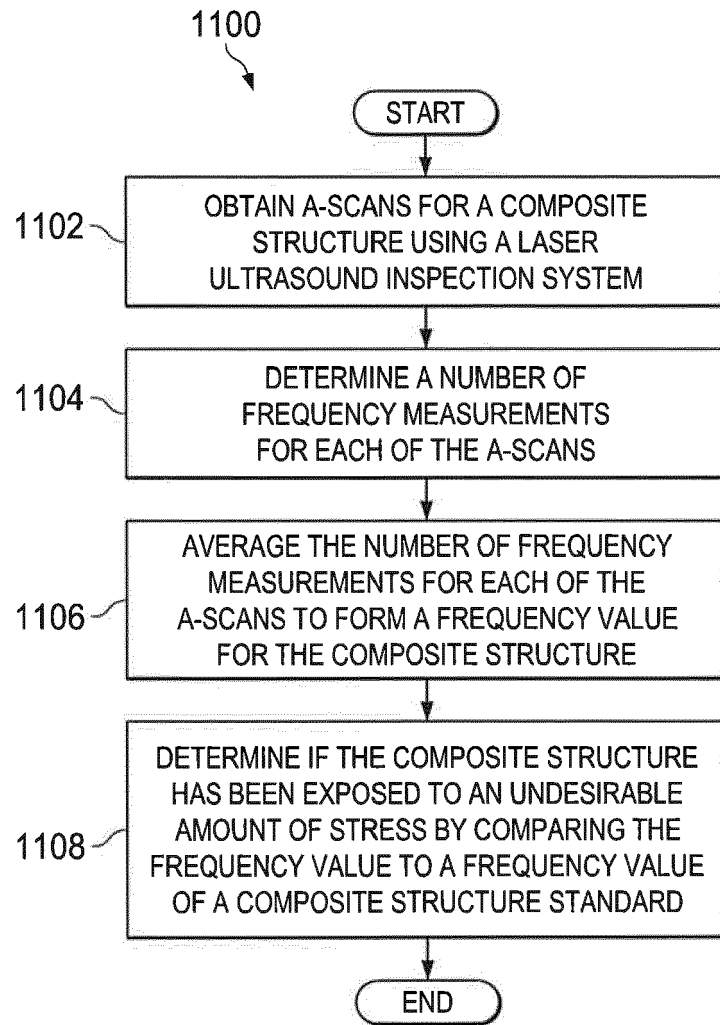 1100
START
1102
OBTAIN A-SCANS FOR A COMPOSITE
STRUCTURE USING A LASER
ULTRASOUND INSPECTION SYSTEM
1104
DETERMINE A NUMBER OF
FREQUENCY MEASUREMENTS
FOR EACH OF THE A-SCANS
1106
AVERAGE THE NUMBER OF FREQUENCY
MEASUREMENTS FOR EACH OF THE
A-SCANS TO FORM A FREQUENCY VALUE
FOR THE COMPOSITE STRUCTURE
1108
DETERMINE IF THE COMPOSITE STRUCTURE
HAS BEEN EXPOSED TO AN UNDESIRABLE
AMOUNT OF STRESS BY COMPARING THE
FREQUENCY VALUE TO A FREQUENCY VALUE
OF A COMPOSITE STRUCTURE STANDARD
END